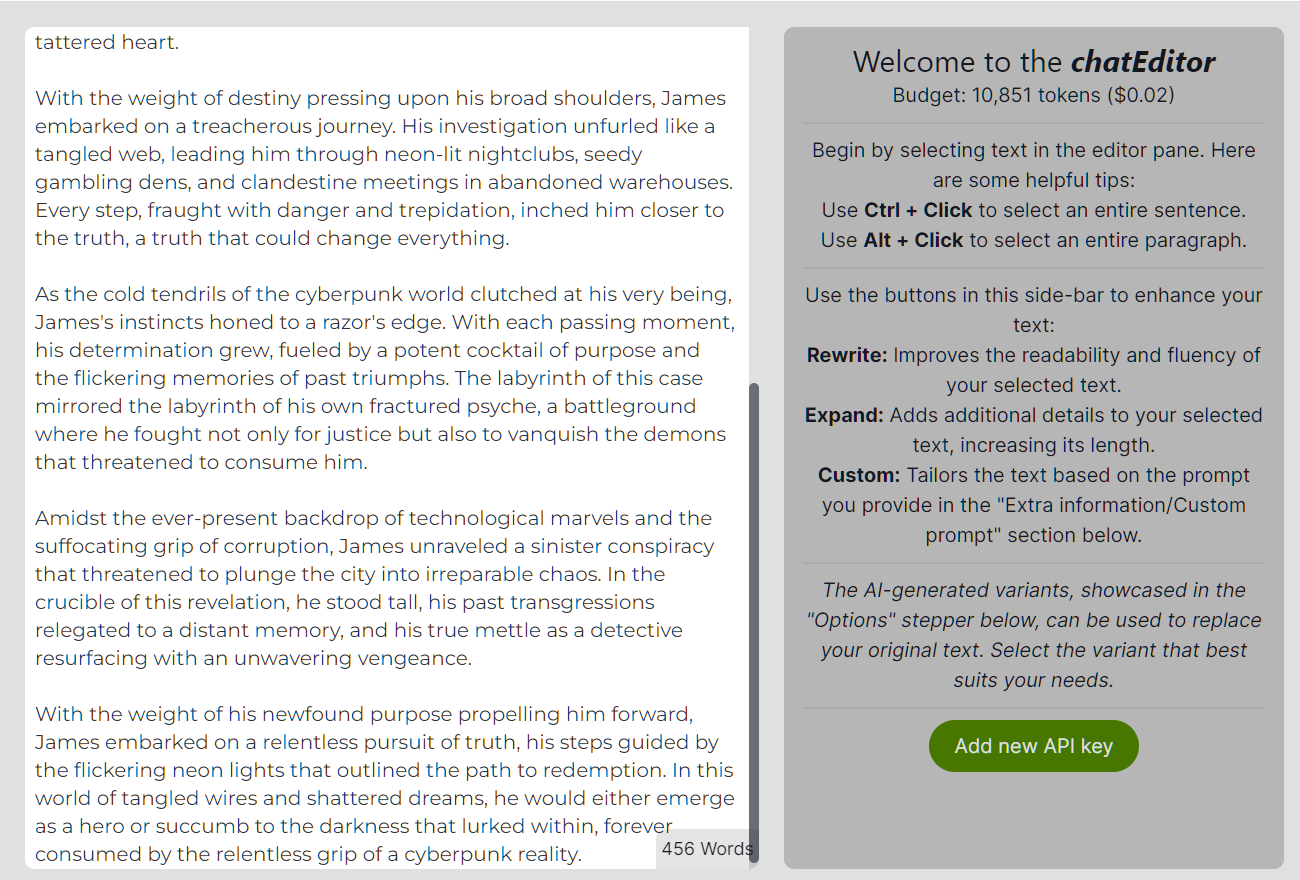 tattered heart.
With the weight of destiny pressing upon his broad shoulders, James
embarked on a treacherous journey. His investigation unfurled like a
tangled web, leading him through neon-lit nightclubs, seedy
gambling dens, and clandestine meetings in abandoned warehouses.
Every step, fraught with danger and trepidation, inched him closer to
the truth, a truth that could change everything.
As the cold tendrils of the cyberpunk world clutched at his very being,
James's instincts honed to a razor's edge. With each passing moment,
his determination grew, fueled by a potent cocktail of purpose and
the flickering memories of past triumphs. The labyrinth of this case
mirrored the labyrinth of his own fractured psyche, a battleground
where he fought not only for justice but also to vanquish the demons
that threatened to consume him.
Amidst the ever-present backdrop of technological marvels and the
suffocating grip of corruption, James unraveled a sinister conspiracy
that threatened to plunge the city into irreparable chaos. In the
crucible of this revelation, he stood tall, his past transgressions
relegated to a distant memory, and his true mettle as a detective
resurfacing with an unwavering vengeance.
With the weight of his newfound purpose propelling him forward,
James embarked on a relentless pursuit of truth, his steps guided by
the flickering neon lights that outlined the path to redemption. In this
world of tangled wires and shattered dreams, he would either emerge
as a hero or succumb to the darkness that lurked within, forever
consumed by the relentless grip of a cyberpunk reality.
456 Words
Welcome to the chatEditor
Budget: 10,851 tokens ($0.02)
Begin by selecting text in the editor pane. Here
are some helpful tips:
Use Ctrl + Click to select an entire sentence.
Use Alt + Click to select an entire paragraph.
Use the buttons in this side-bar to enhance your
text:
Rewrite: Improves the readability and fluency of
your selected text.
Expand: Adds additional details to your selected
text, increasing its length.
Custom: Tailors the text based on the prompt
you provide in the "Extra information/Custom
prompt" section below.
The AI-generated variants, showcased in the
"Options" stepper below, can be used to replace
your original text. Select the variant that best
suits your needs.
Add new API key